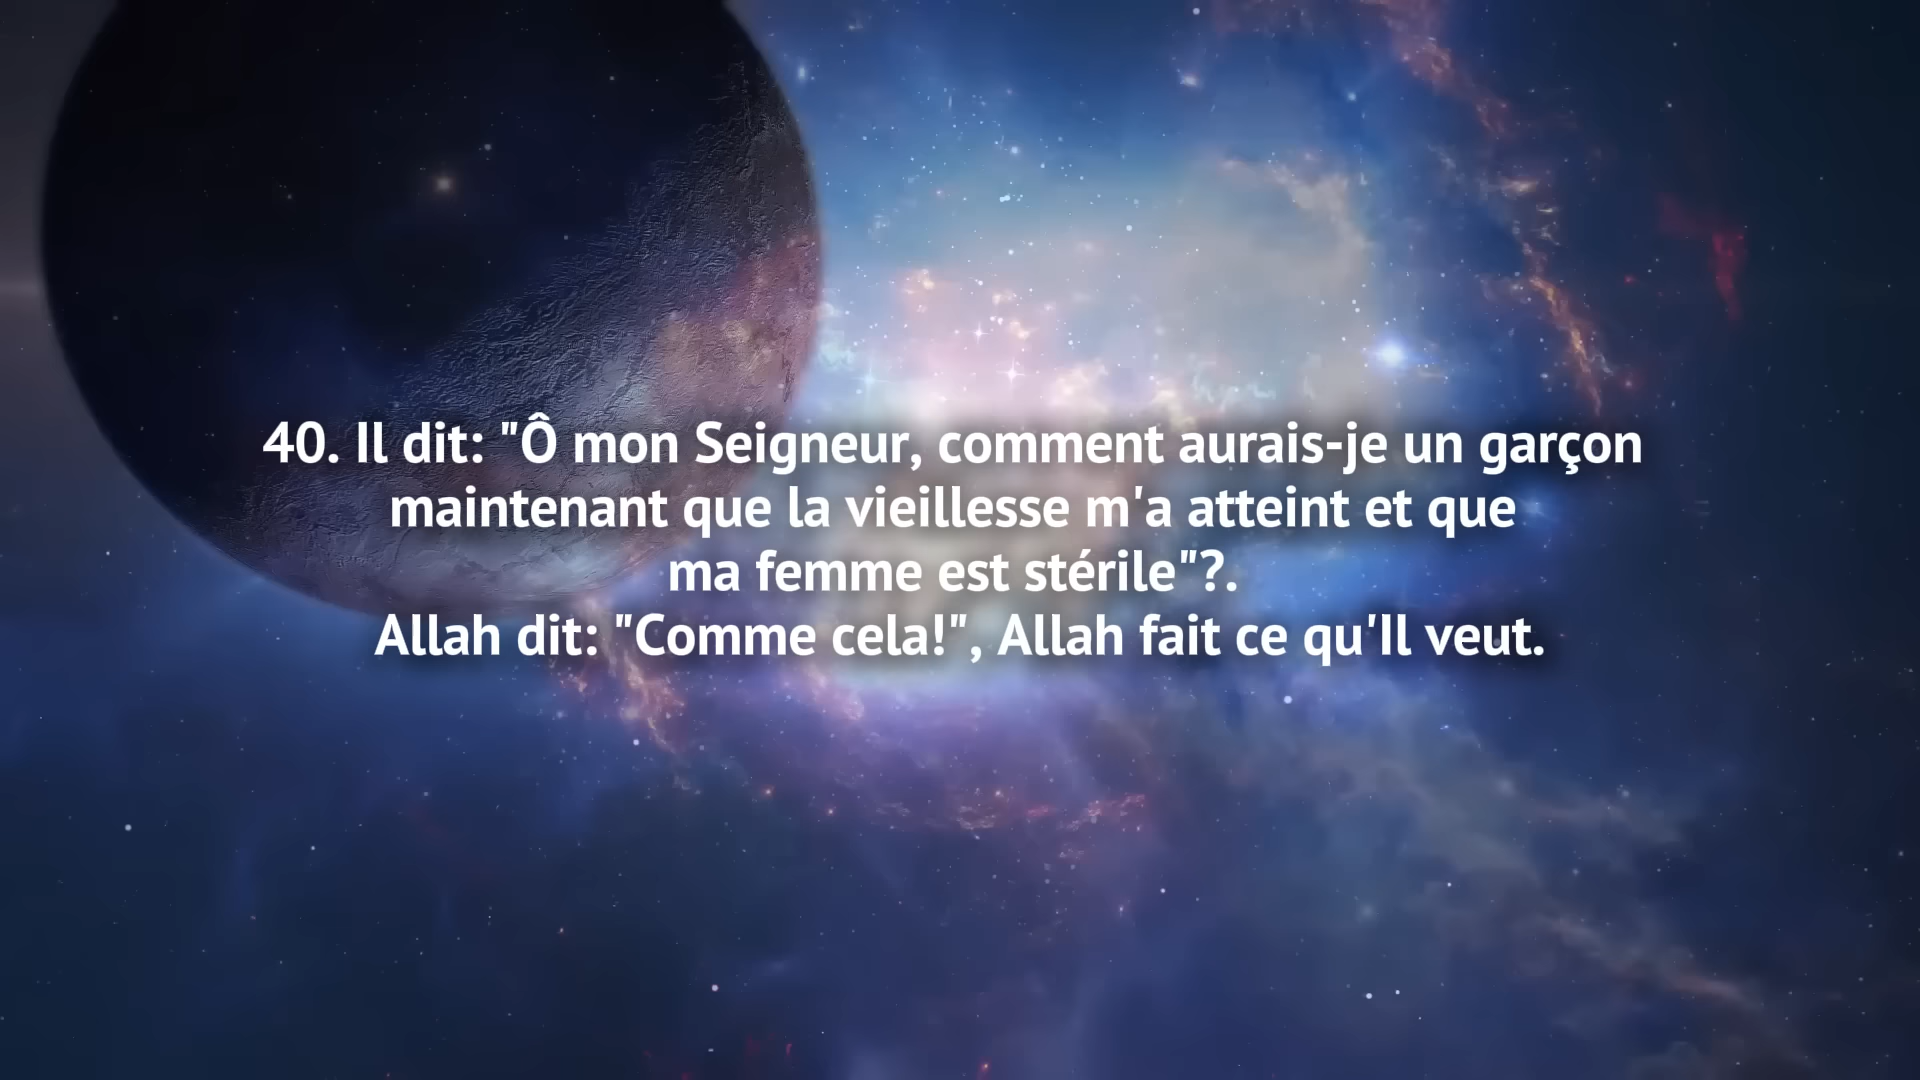 40. Il dit: "Ô mon Seigneur, comment aurais-je un garçon
maintenant que la vieillesse m'a atteint et que
ma femme est stérile"?.
Allah dit: "Comme cela!", Allah fait ce qu'Il veut.